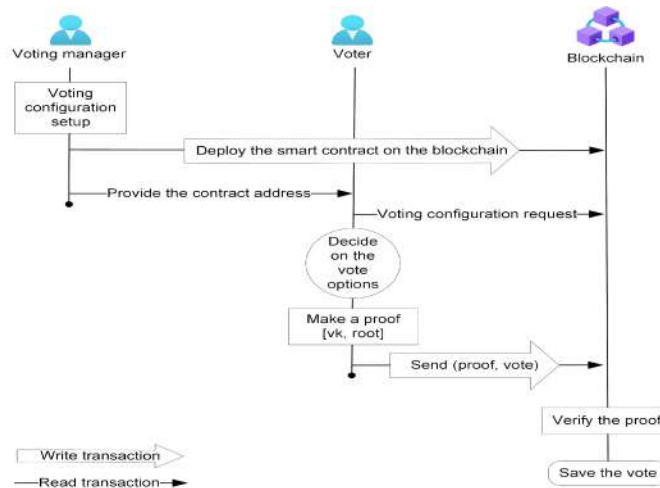 Voting manager
Voter
Blockchain
Voting
configuration
setup
Deploy the smart contract on the blockchain
Provide the contract address
Voting configuration request
Decide
on the
vote
options
Make a proof
[vk, root]
Send (proof, vote)
Verify the proof
Write transaction
Read transaction
Save the vote